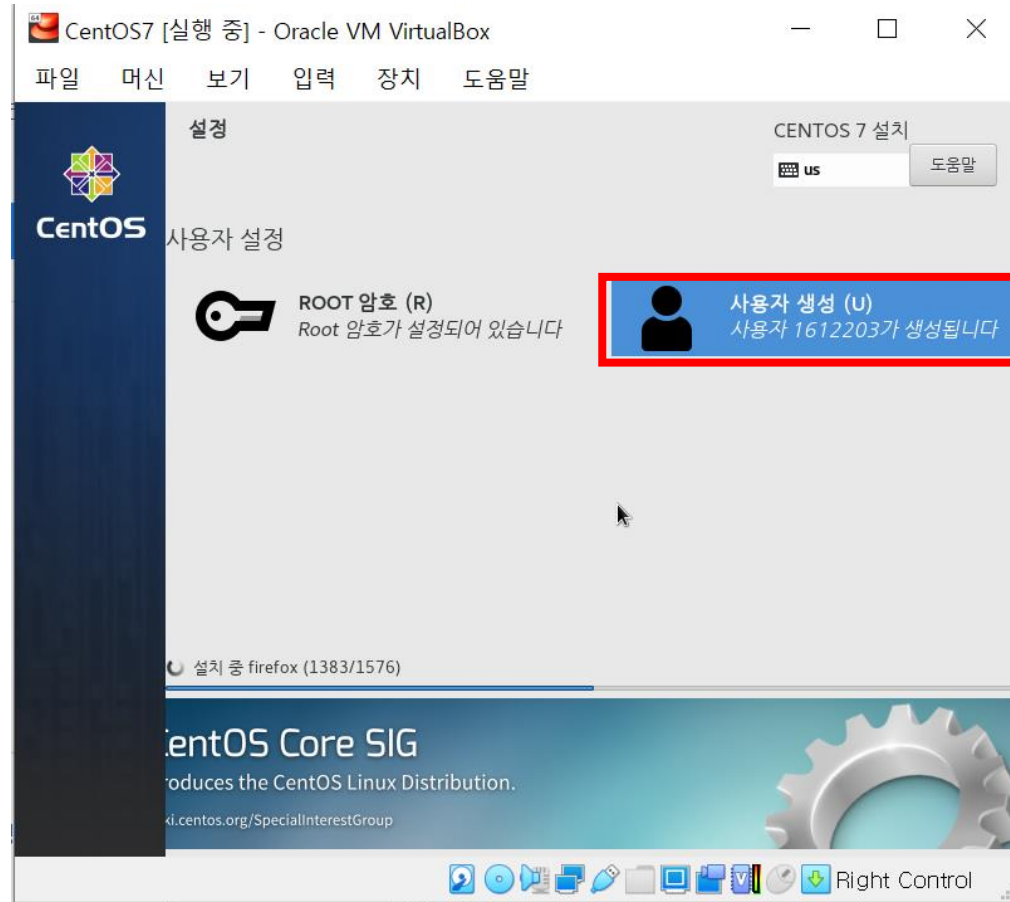 CentOS7 [실행 중] - Oracle VM VirtualBox
파일 머신 보기 입력 장치 도움말
설정
CENTOS 7 설치
us
도움말
CentOS
사용자 설정
ROOT 암호 (R)
Root 암호가 설정되어 있습니다
사용자 생성 (U)
사용자 1612203가 생성됩니다
설치 중 firefox (1383/1576)
entOS Core SIG
oduces the CentOS Linux Distribution.
ki.centos.org/SpecialInterestGroup
Right Control